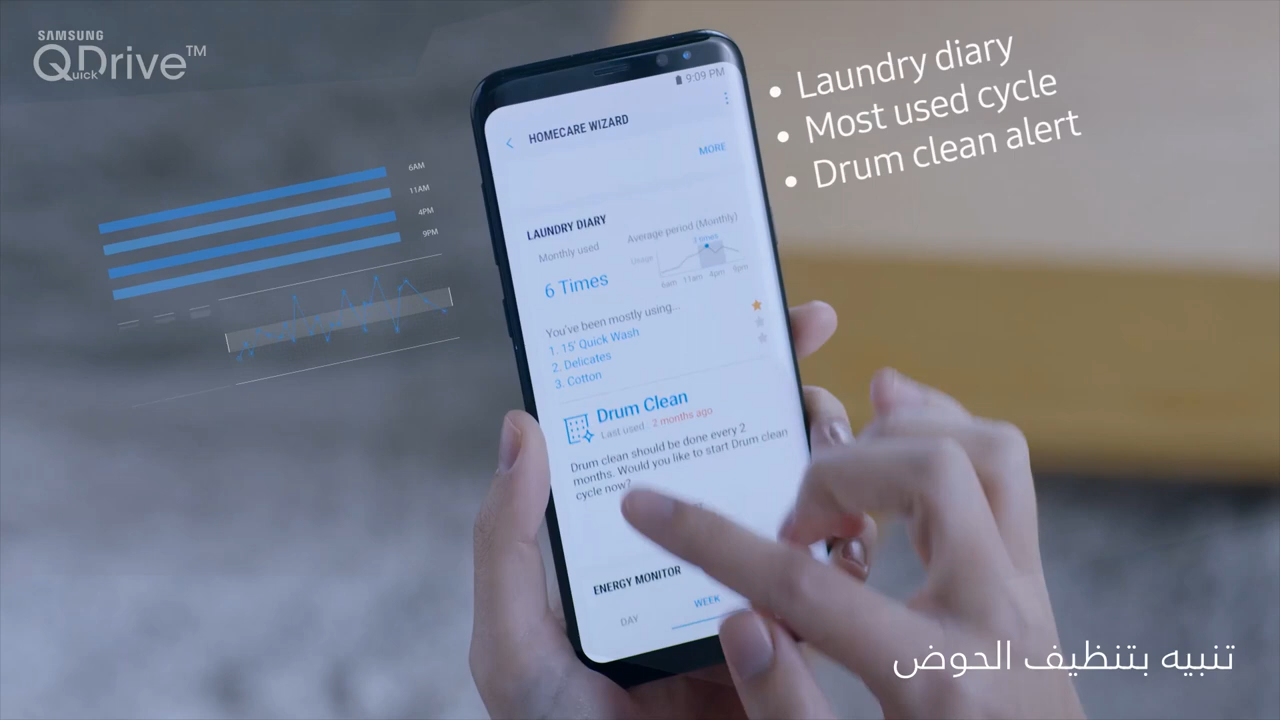 SAMSUNG
QuickDrive™
• Laundry diary
• Most used cycle
• Drum clean alert
6AM
11AM
4PM
9PM
9:09 PM
HOMECARE WIZARD
MORE
LAUNDRY DIARY
Monthly used
6 Times
Average period (Monthly)
3 times
Usage
6am 11am 4pm 9pm
You've been mostly using...
1. 15' Quick Wash
2. Delicates
3. Cotton
Drum Clean
Last used . 2 months ago
Drum clean should be done every 2
months. Would you like to start Drum clean
cycle now?
ENERGY MONITOR
DAY
WEEK
تنبيه بتنظيف الحوض